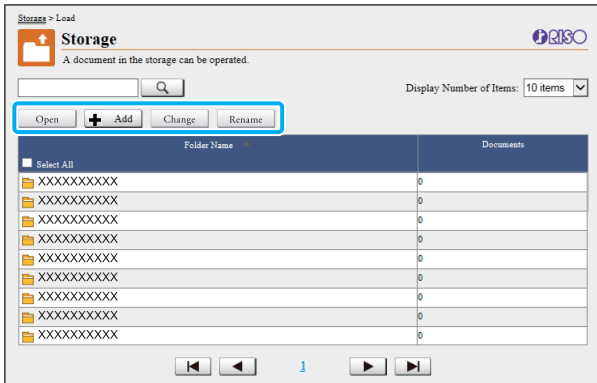 Storage > Load
Storage
RISO
A document in the storage can be operated.
Display Number of Items: 10 items
Open Add Change Rename
Folder Name Documents
Select All
XXXXXXXXXX 0
XXXXXXXXXX 0
XXXXXXXXXX 0
XXXXXXXXXX 0
XXXXXXXXXX 0
XXXXXXXXXX 0
XXXXXXXXXX 0
XXXXXXXXXX 0
XXXXXXXXXX 0
1